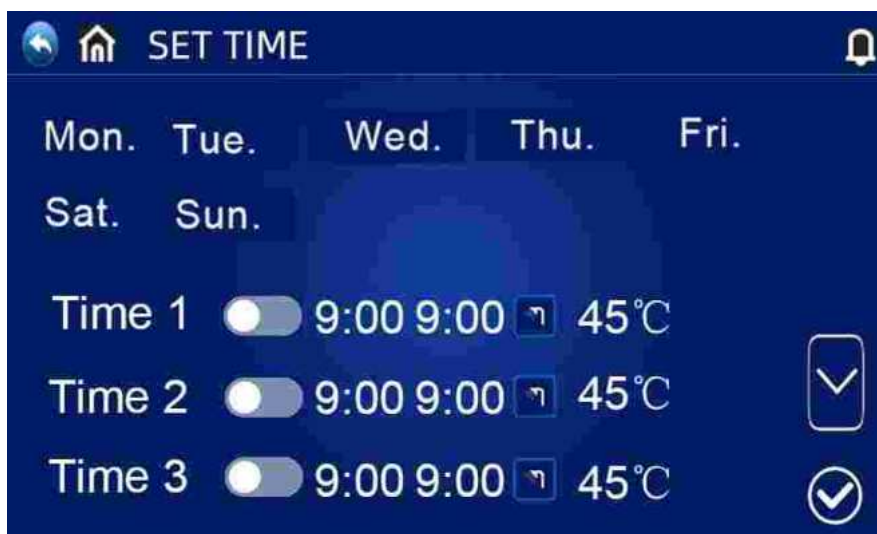 SET TIME
Mon. Tue. Wed. Thu. Fri.
Sat. Sun.
Time 1 9:00 9:00 45℃
Time 2 9:00 9:00 45℃
Time 3 9:00 9:00 45℃